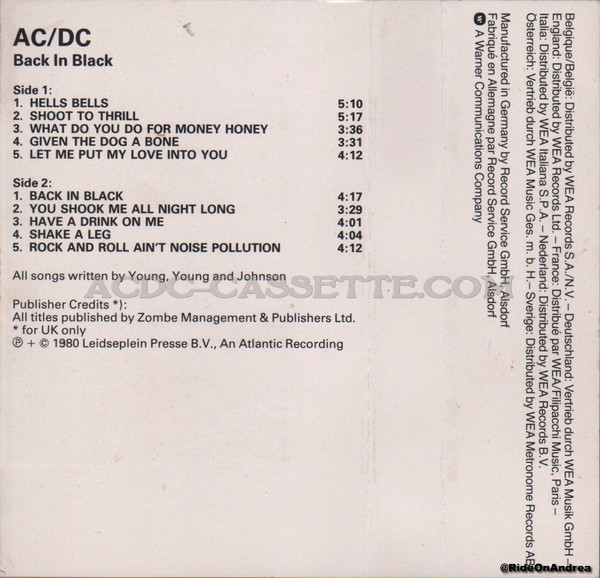 AC/DC
Back In Black
Side 1:
1. HELLS BELLS 5:10
2. SHOOT TO THRILL 5:17
3. WHAT DO YOU DO FOR MONEY HONEY 3:36
4. GIVEN THE DOG A BONE 3:31
5. LET ME PUT MY LOVE INTO YOU 4:12
Side 2:
1. BACK IN BLACK 4:17
2. YOU SHOOK ME ALL NIGHT LONG 3:29
3. HAVE A DRINK ON ME 4:01
4. SHAKE A LEG 4:04
5. ROCK AND ROLL AIN'T NOISE POLLUTION 4:12
All songs written by Young, Young and Johnson
ACDC-CASSETTE.COM
Publisher Credits *):
All titles published by Zombe Management & Publishers Ltd.
* for UK only
℗ + © 1980 Leidseplein Presse B.V., An Atlantic Recording
Belgique/België: Distributed by WEA Records S.A./N.V. – Deutschland: Vertrieb durch WEA Musik GmbH –
England: Distributed by WEA Records Ltd. – France: Distribué par WEA/Filipacchi Music, Paris –
Italia: Distributed by WEA Italiana S.P.A. – Nederland: Distributed by WEA Records B.V.
Österreich: Vertrieb durch WEA Music Ges. m. b. H. – Sverige: Distributed by WEA Metronome Records AB
Manufactured in Germany by Record Service GmbH, Alsdorf
Fabriqué en Allemagne par Record Service GmbH, Alsdorf
A Warner Communications Company
@RideOnAndrea